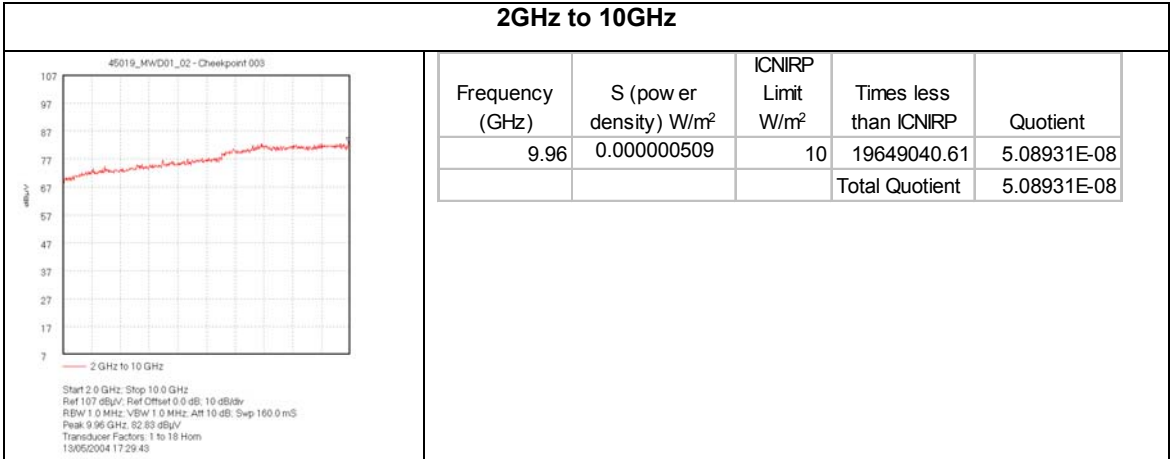 2GHz to 10GHz
45019_MWD01_02 - Cheekpoint 003
107
97
87
77
67
57
47
37
27
17
7
dBµV
2 GHz to 10 GHz
Start 2.0 GHz; Stop 10.0 GHz
Ref 107 dBµV; Ref Offset 0.0 dB; 10 dB/div
RBW 1.0 MHz; VBW 1.0 MHz; Att 10 dB; Swp 160.0 mS
Peak 9.96 GHz, 82.83 dBµV
Transducer Factors: 1 to 18 Horn
13/05/2004 17:29:43
Frequency (GHz) S (pow er density) W/m² ICNIRP Limit W/m² Times less than ICNIRP Quotient
9.96 0.000000509 10 19649040.61 5.08931E-08
Total Quotient 5.08931E-08